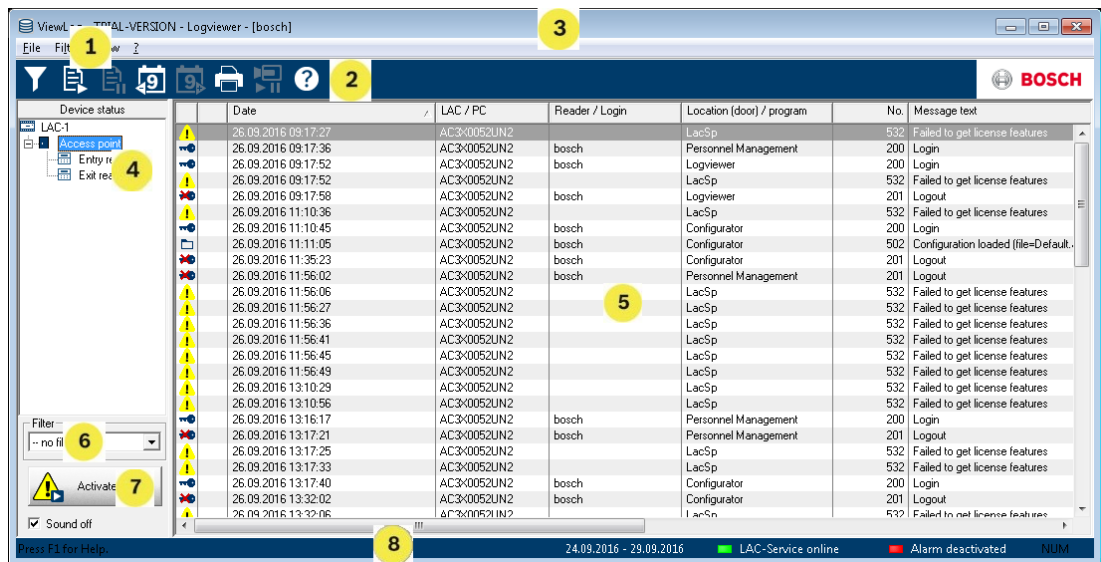 TRIAL-VERSION - Logviewer - [bosch]
3
File 1 ?
2
9 9 ?
BOSCH
Device status
LAC-1
Access point
Entry
Exit
4
Date LAC / PC Reader / Login Location (door) / program No. Message text
26.09.2016 09:17:27 AC3X0052UN2 LacSp 532 Failed to get license features
26.09.2016 09:17:36 AC3X0052UN2 bosch Personnel Management 200 Login
26.09.2016 09:17:52 AC3X0052UN2 bosch Logviewer 200 Login
26.09.2016 09:17:52 AC3X0052UN2 LacSp 532 Failed to get license features
26.09.2016 09:17:58 AC3X0052UN2 bosch Logviewer 201 Logout
26.09.2016 11:10:36 AC3X0052UN2 LacSp 532 Failed to get license features
26.09.2016 11:10:45 AC3X0052UN2 bosch Configurator 200 Login
26.09.2016 11:11:05 AC3X0052UN2 bosch Configurator 502 Configuration loaded (file=Default.
26.09.2016 11:35:23 AC3X0052UN2 bosch Configurator 201 Logout
26.09.2016 11:56:02 AC3X0052UN2 bosch Personnel Management 201 Logout
26.09.2016 11:56:06 AC3X0052UN2 LacSp 532 Failed to get license features
26.09.2016 11:56:27 AC3X0052UN2 5 LacSp 532 Failed to get license features
26.09.2016 11:56:36 AC3X0052UN2 LacSp 532 Failed to get license features
26.09.2016 11:56:41 AC3X0052UN2 LacSp 532 Failed to get license features
26.09.2016 11:56:45 AC3X0052UN2 LacSp 532 Failed to get license features
26.09.2016 11:56:49 AC3X0052UN2 LacSp 532 Failed to get license features
26.09.2016 13:10:29 AC3X0052UN2 LacSp 532 Failed to get license features
26.09.2016 13:10:56 AC3X0052UN2 LacSp 532 Failed to get license features
26.09.2016 13:16:17 AC3X0052UN2 bosch Personnel Management 200 Login
26.09.2016 13:17:21 AC3X0052UN2 bosch Personnel Management 201 Logout
26.09.2016 13:17:25 AC3X0052UN2 LacSp 532 Failed to get license features
26.09.2016 13:17:33 AC3X0052UN2 LacSp 532 Failed to get license features
26.09.2016 13:17:40 AC3X0052UN2 bosch Configurator 200 Login
26.09.2016 13:32:02 AC3X0052UN2 bosch Configurator 201 Logout
26.09.2016 13:32:06 AC3X0052UN2 LacSp 532 Failed to get license features
Filter
-- no 6
Activate 7
Sound off
8
Press F1 for Help. 24.09.2016 - 29.09.2016 LAC-Service online Alarm deactivated NUM